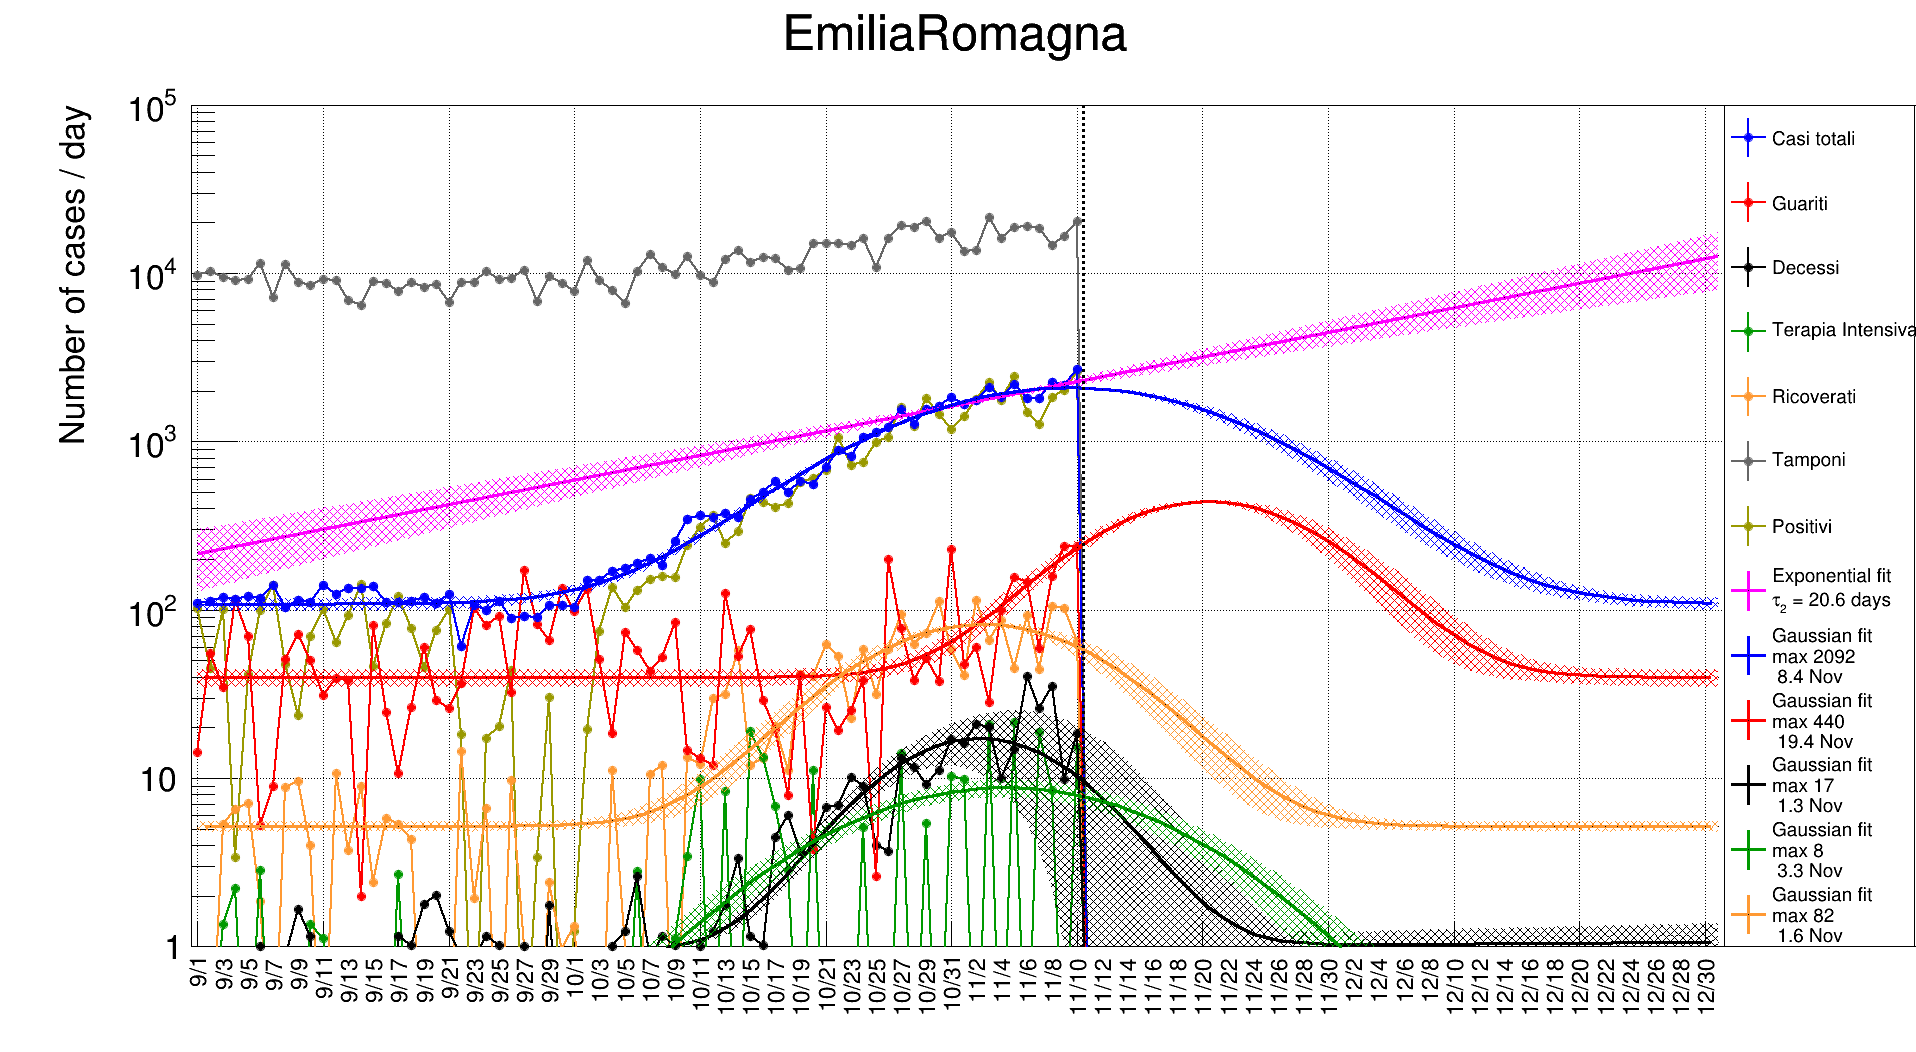 EmiliaRomagna
Number of cases / day
10^5
10^4
10^3
10^2
10
1
9/1
9/3
9/5
9/7
9/9
9/11
9/13
9/15
9/17
9/19
9/21
9/23
9/25
9/27
9/29
10/1
10/3
10/5
10/7
10/9
10/11
10/13
10/15
10/17
10/19
10/21
10/23
10/25
10/27
10/29
10/31
11/2
11/4
11/6
11/8
11/10
11/12
11/14
11/16
11/18
11/20
11/22
11/24
11/26
11/28
11/30
12/2
12/4
12/6
12/8
12/10
12/12
12/14
12/16
12/18
12/20
12/22
12/24
12/26
12/28
12/30
Casi totali
Guariti
Decessi
Terapia Intensiva
Ricoverati
Tamponi
Positivi
Exponential fit
τ₂ = 20.6 days
Gaussian fit
max 2092
8.4 Nov
Gaussian fit
max 440
19.4 Nov
Gaussian fit
max 17
1.3 Nov
Gaussian fit
max 8
3.3 Nov
Gaussian fit
max 82
1.6 Nov